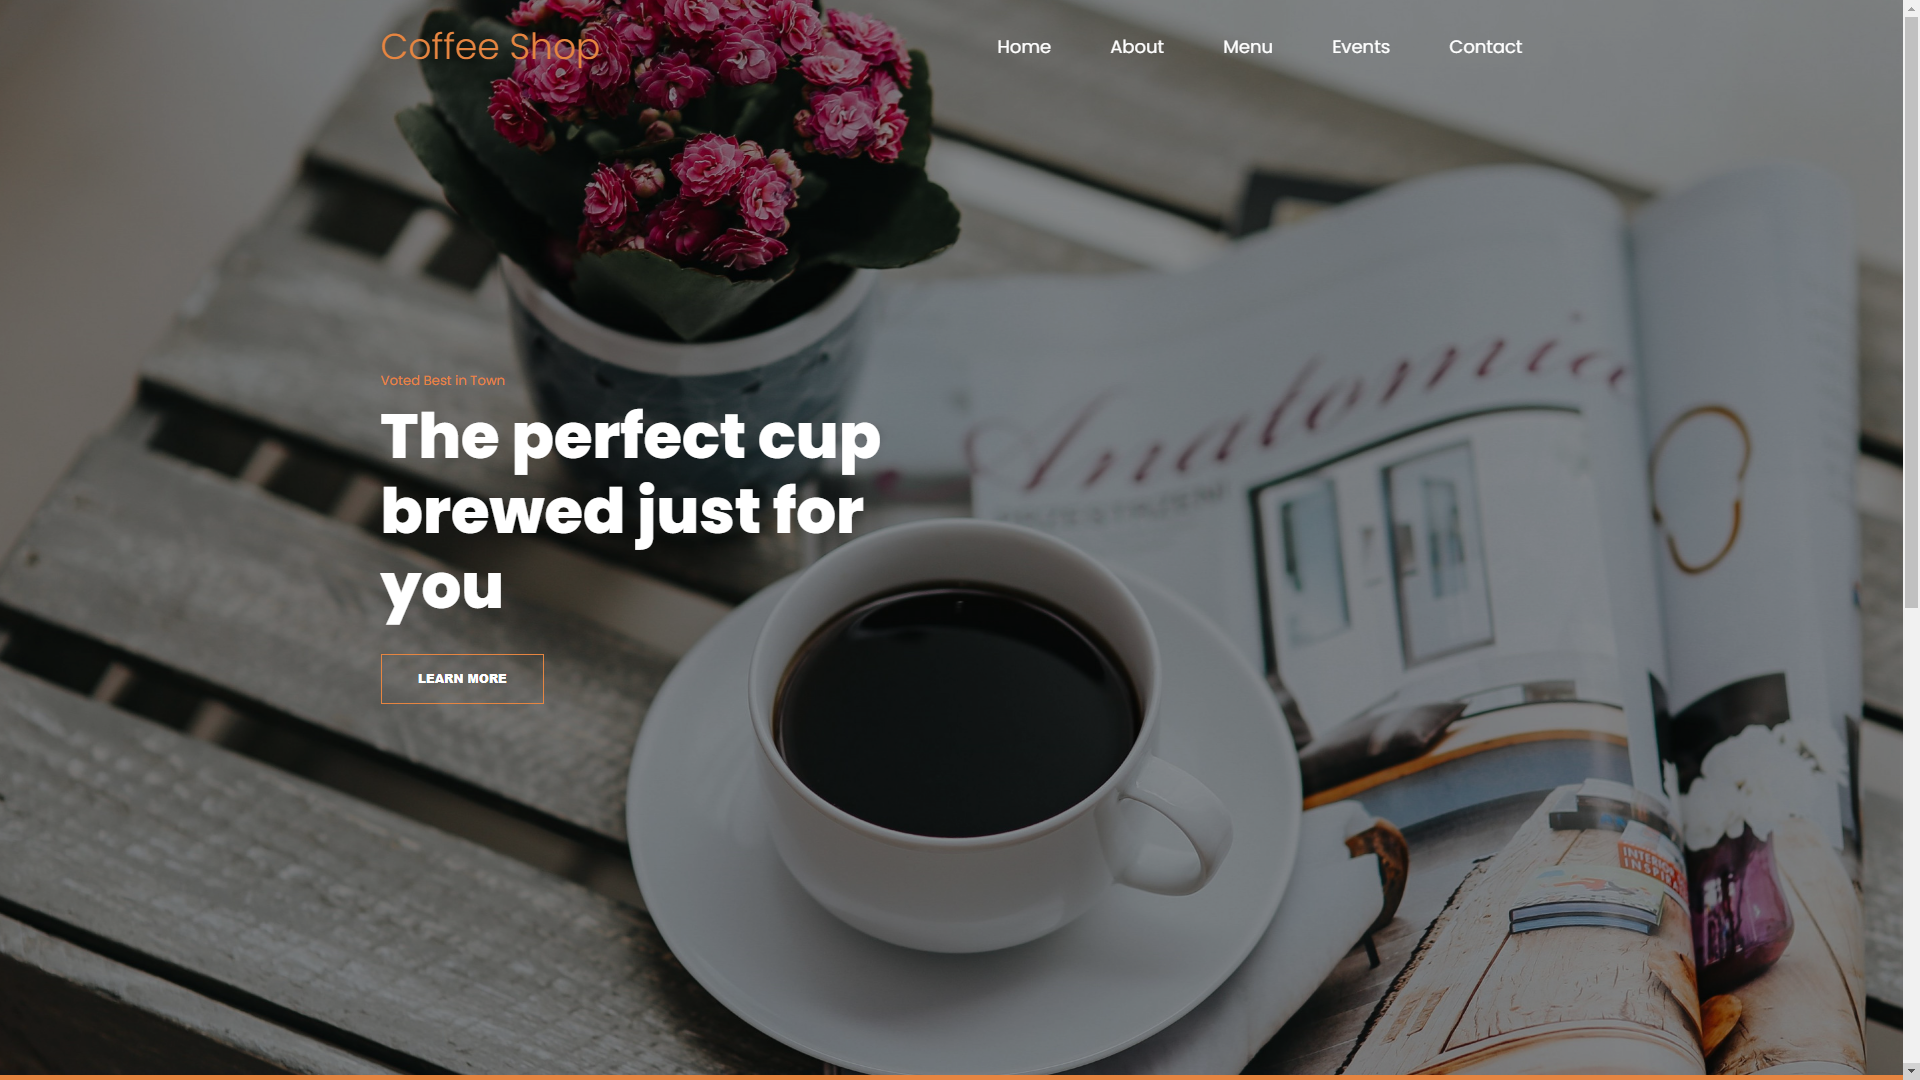 Coffee Shop
Home
About
Menu
Events
Contact
Voted Best in Town
The perfect cup
brewed just for
you
LEARN MORE
Anatomia